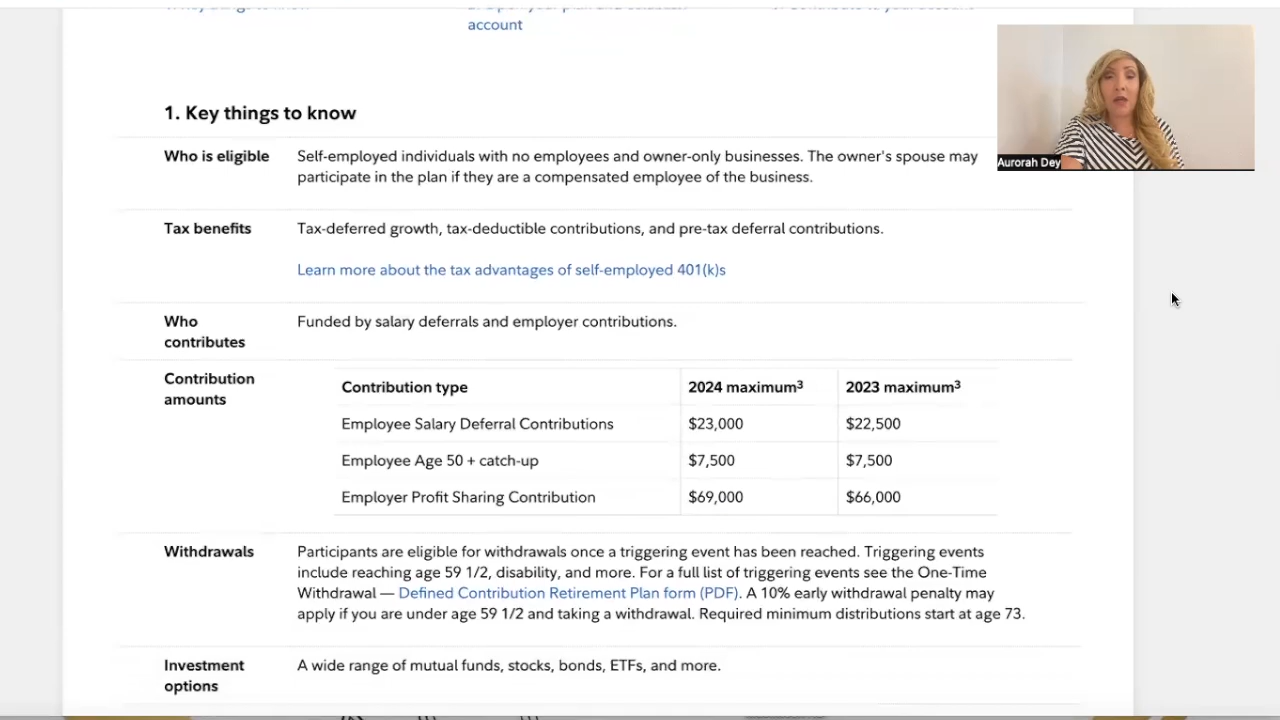 account
1. Key things to know
Who is eligible
Self-employed individuals with no employees and owner-only businesses. The owner's spouse may
participate in the plan if they are a compensated employee of the business.
Aurorah Dey
Tax benefits
Tax-deferred growth, tax-deductible contributions, and pre-tax deferral contributions.
Learn more about the tax advantages of self-employed 401(k)s
Who
contributes
Funded by salary deferrals and employer contributions.
Contribution
amounts
Contribution type 2024 maximum³ 2023 maximum³
Employee Salary Deferral Contributions $23,000 $22,500
Employee Age 50 + catch-up $7,500 $7,500
Employer Profit Sharing Contribution $69,000 $66,000
Withdrawals
Participants are eligible for withdrawals once a triggering event has been reached. Triggering events
include reaching age 59 1/2, disability, and more. For a full list of triggering events see the One-Time
Withdrawal — Defined Contribution Retirement Plan form (PDF). A 10% early withdrawal penalty may
apply if you are under age 59 1/2 and taking a withdrawal. Required minimum distributions start at age 73.
Investment
options
A wide range of mutual funds, stocks, bonds, ETFs, and more.